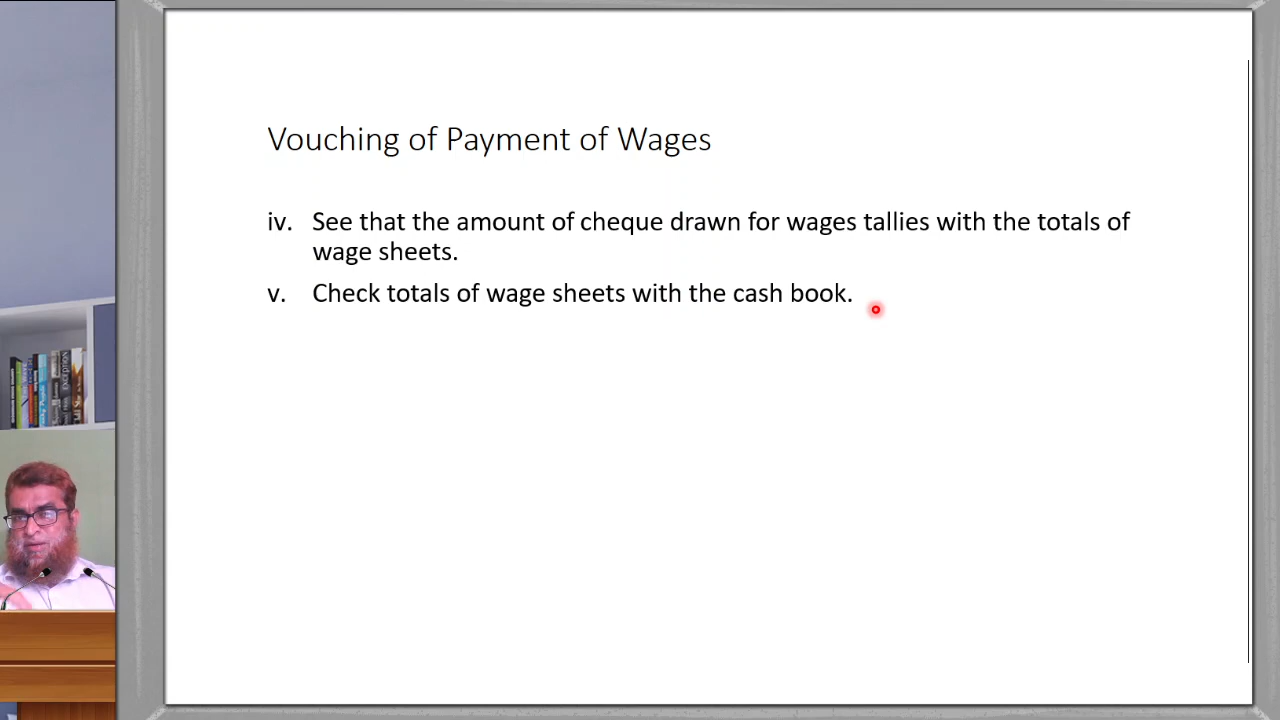 Vouching of Payment of Wages
iv. See that the amount of cheque drawn for wages tallies with the totals of
wage sheets.
v. Check totals of wage sheets with the cash book.
EXCEPTION